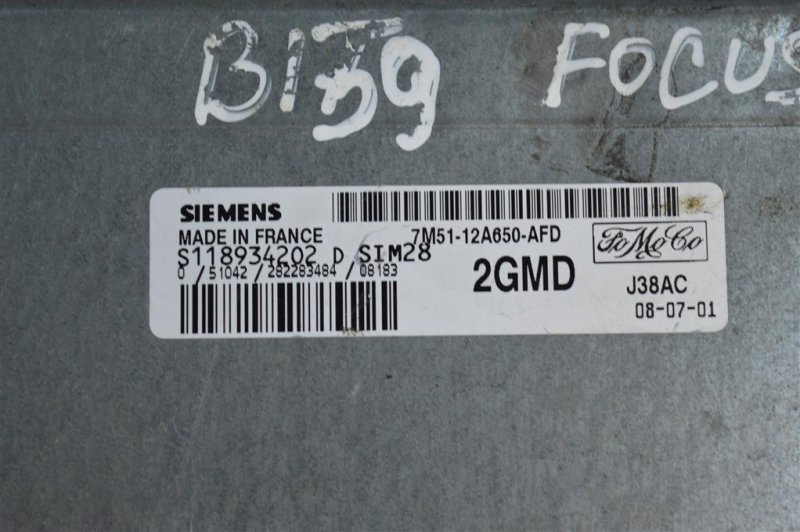 B139 FOCUS
SIEMENS
MADE IN FRANCE 7M51-12A650-AFD
S118934202 D SIM28
0 / 51042 / 282283484 / 08183
2GMD
FoMoCo
J38AC
08-07-01